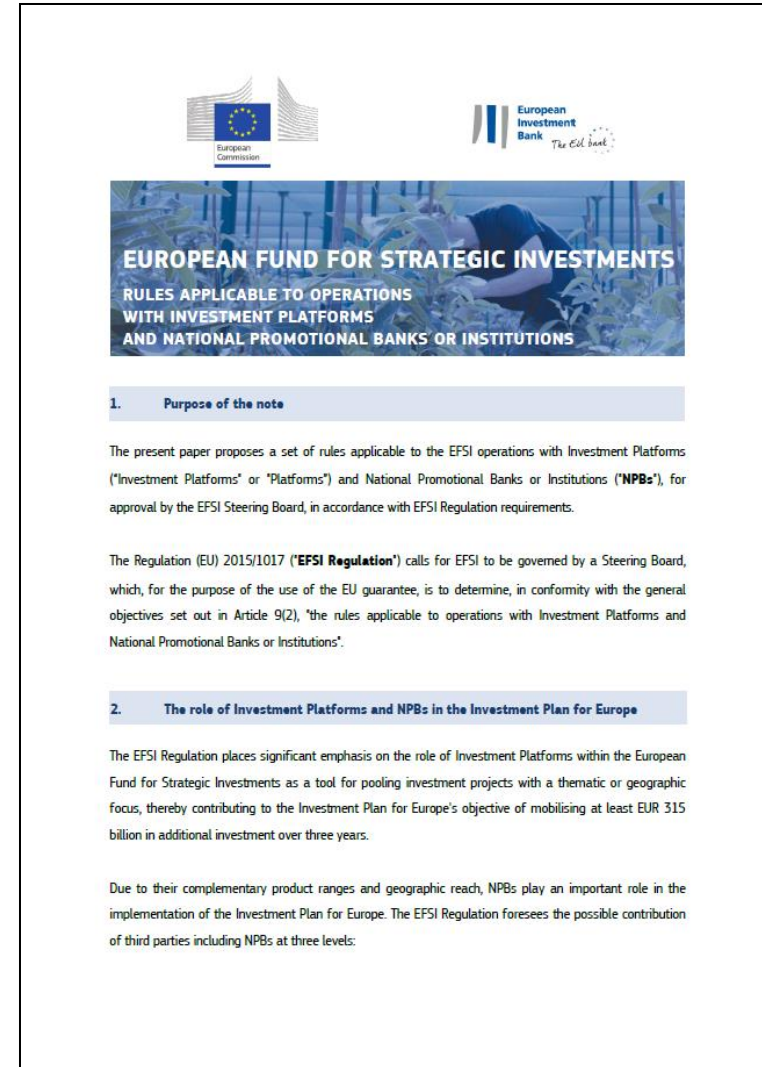 European
Commission
European
Investment
Bank
The EU bank
EUROPEAN FUND FOR STRATEGIC INVESTMENTS
RULES APPLICABLE TO OPERATIONS
WITH INVESTMENT PLATFORMS
AND NATIONAL PROMOTIONAL BANKS OR INSTITUTIONS
1. Purpose of the note
The present paper proposes a set of rules applicable to the EFSI operations with Investment Platforms
("Investment Platforms" or "Platforms") and National Promotional Banks or Institutions ("NPBs"), for
approval by the EFSI Steering Board, in accordance with EFSI Regulation requirements.
The Regulation (EU) 2015/1017 ("EFSI Regulation") calls for EFSI to be governed by a Steering Board,
which, for the purpose of the use of the EU guarantee, is to determine, in conformity with the general
objectives set out in Article 9(2), "the rules applicable to operations with Investment Platforms and
National Promotional Banks or Institutions".
2. The role of Investment Platforms and NPBs in the Investment Plan for Europe
The EFSI Regulation places significant emphasis on the role of Investment Platforms within the European
Fund for Strategic Investments as a tool for pooling investment projects with a thematic or geographic
focus, thereby contributing to the Investment Plan for Europe's objective of mobilising at least EUR 315
billion in additional investment over three years.
Due to their complementary product ranges and geographic reach, NPBs play an important role in the
implementation of the Investment Plan for Europe. The EFSI Regulation foresees the possible contribution
of third parties including NPBs at three levels: